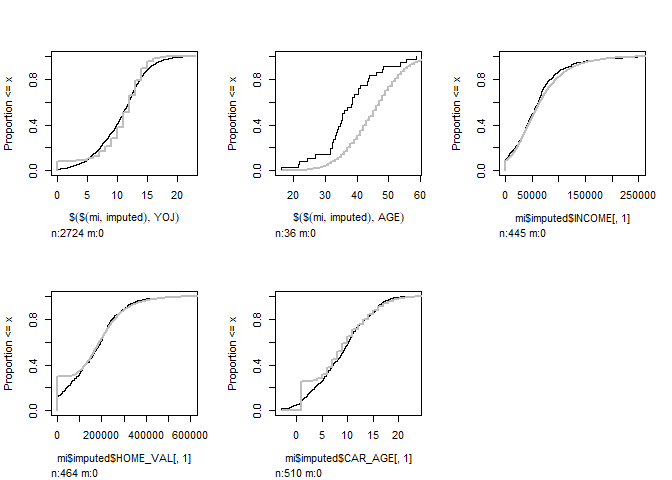 Proportion <= x
0.0 0.4 0.8
0 5 10 15 20
$($(mi, imputed), YOJ)
n:2724 m:0
Proportion <= x
0.0 0.4 0.8
20 30 40 50 60
$($(mi, imputed), AGE)
n:36 m:0
Proportion <= x
0.0 0.4 0.8
0 50000 150000 250000
mi$imputed$INCOME[, 1]
n:445 m:0
Proportion <= x
0.0 0.4 0.8
0 200000 400000 600000
mi$imputed$HOME_VAL[, 1]
n:464 m:0
Proportion <= x
0.0 0.4 0.8
0 5 10 15 20
mi$imputed$CAR_AGE[, 1]
n:510 m:0